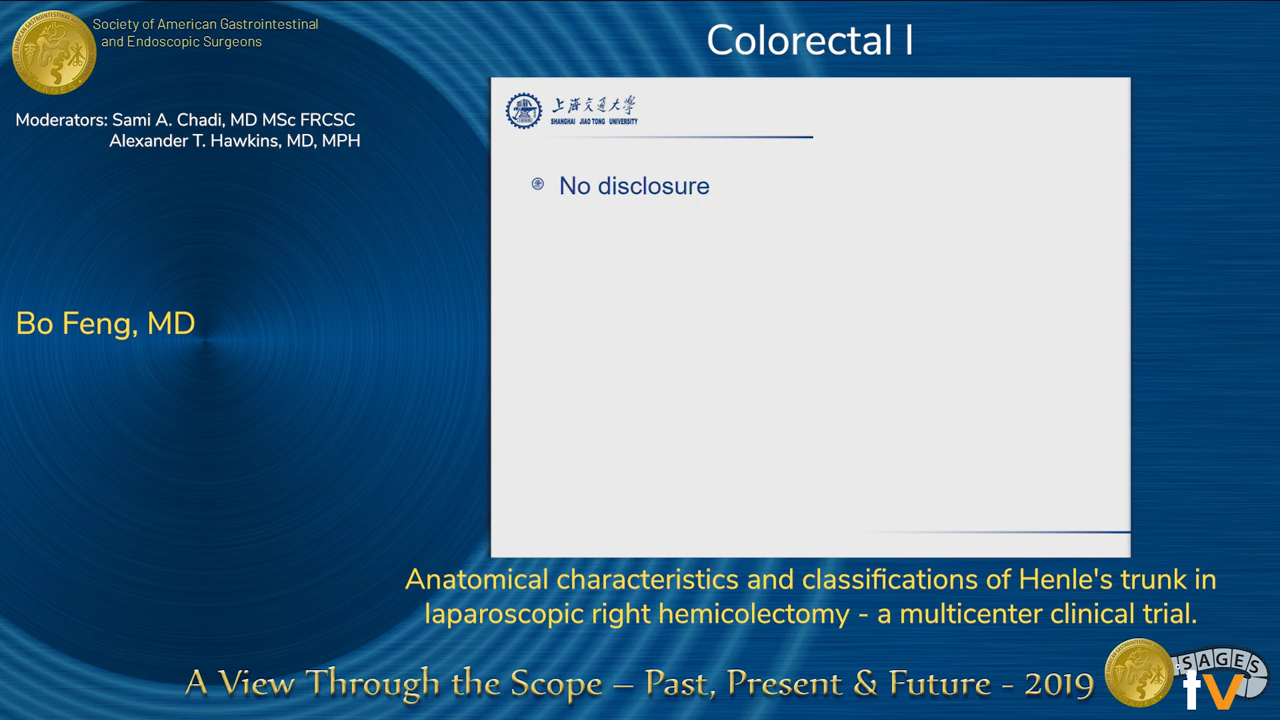 Society of American Gastrointestinal
and Endoscopic Surgeons
Colorectal I
Moderators: Sami A. Chadi, MD MSc FRCSC
Alexander T. Hawkins, MD, MPH
上海交通大学
SHANGHAI JIAO TONG UNIVERSITY
No disclosure
Bo Feng, MD
Anatomical characteristics and classifications of Henle's trunk in
laparoscopic right hemicolectomy - a multicenter clinical trial.
A View Through the Scope – Past, Present & Future - 2019
SAGES
tv